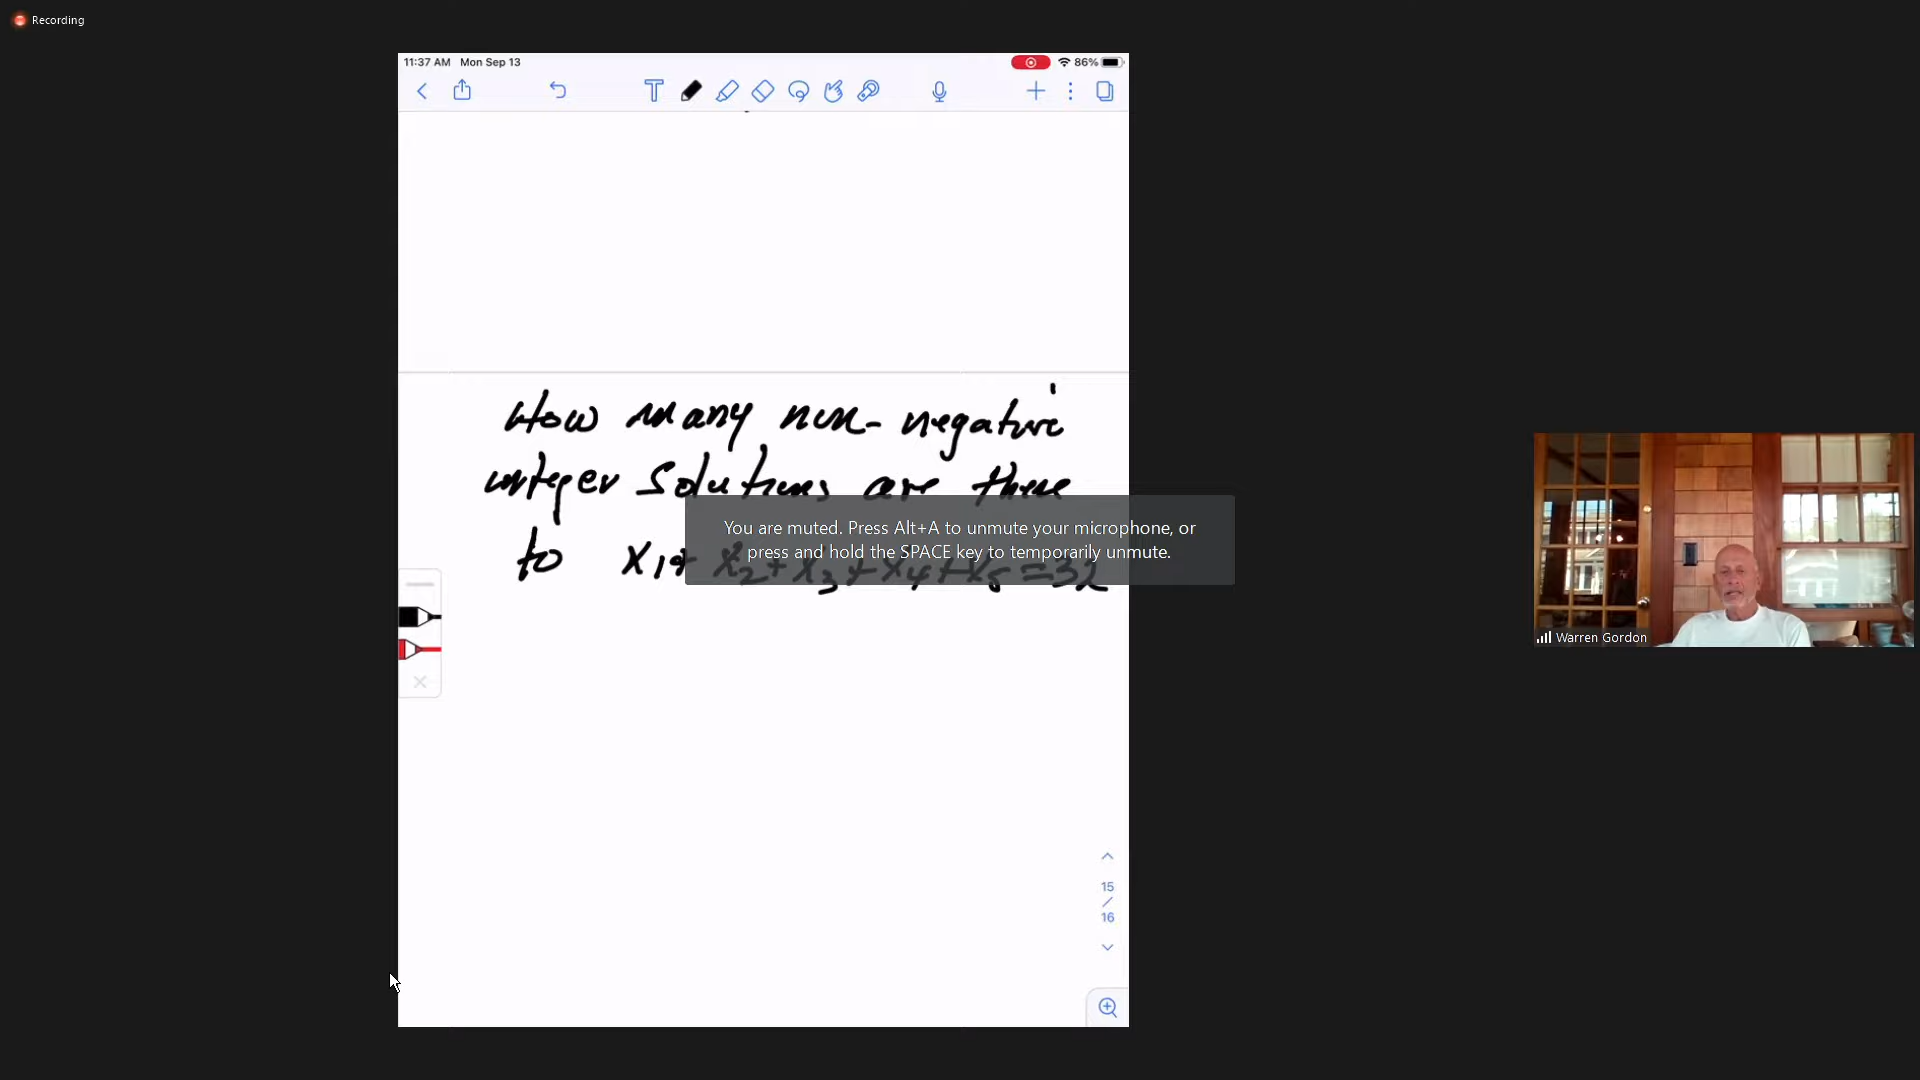 Recording
11:37 AM Mon Sep 13
86%
T
How many non-negative
integer solutions are there
You are muted. Press Alt+A to unmute your microphone, or
press and hold the SPACE key to temporarily unmute.
to x1+ x2+x3+x4+x5=32
Warren Gordon
15
/
16